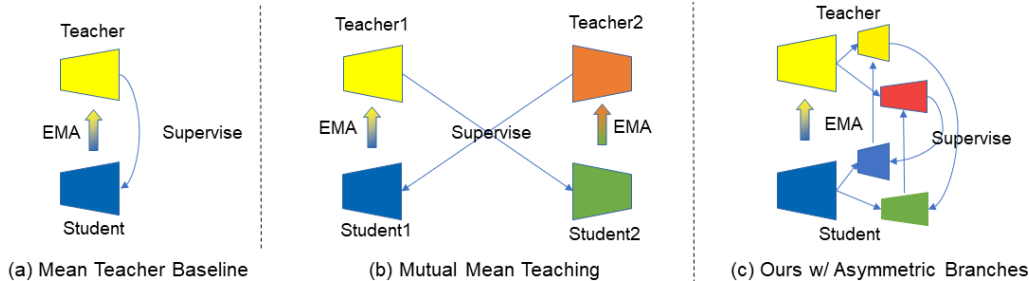 Teacher
EMA
Supervise
Student
(a) Mean Teacher Baseline
Teacher1
Teacher2
EMA
Supervise
EMA
Student1
Student2
(b) Mutual Mean Teaching
Teacher
EMA
Supervise
Student
(c) Ours w/ Asymmetric Branches